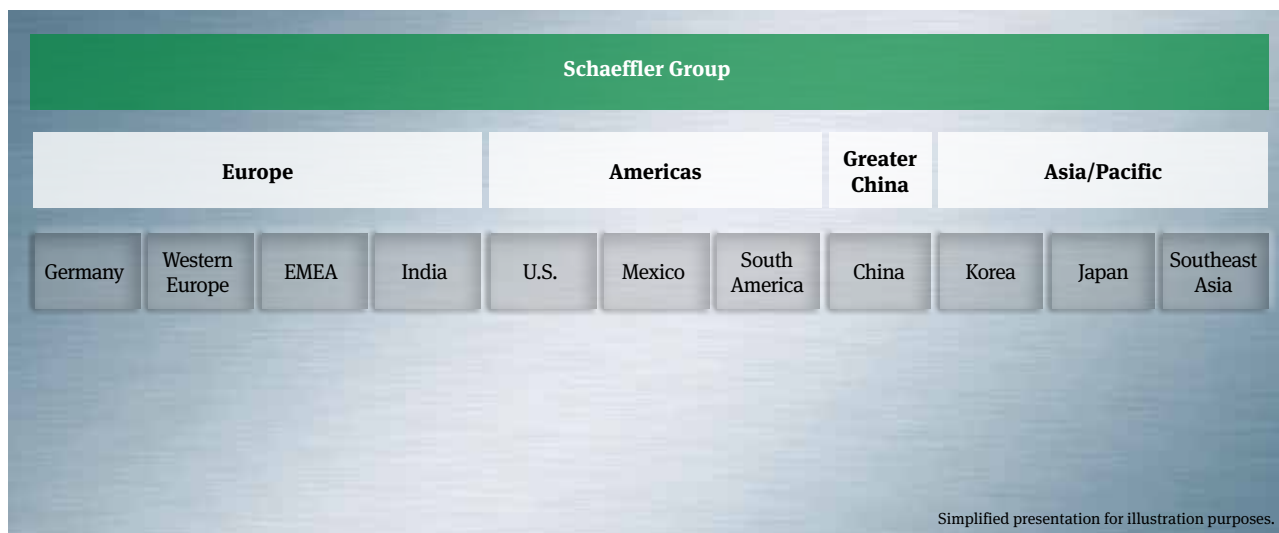 Schaeffler Group
Europe
Americas
Greater
China
Asia/Pacific
Germany
Western
Europe
EMEA
India
U.S.
Mexico
South
America
China
Korea
Japan
Southeast
Asia
Simplified presentation for illustration purposes.